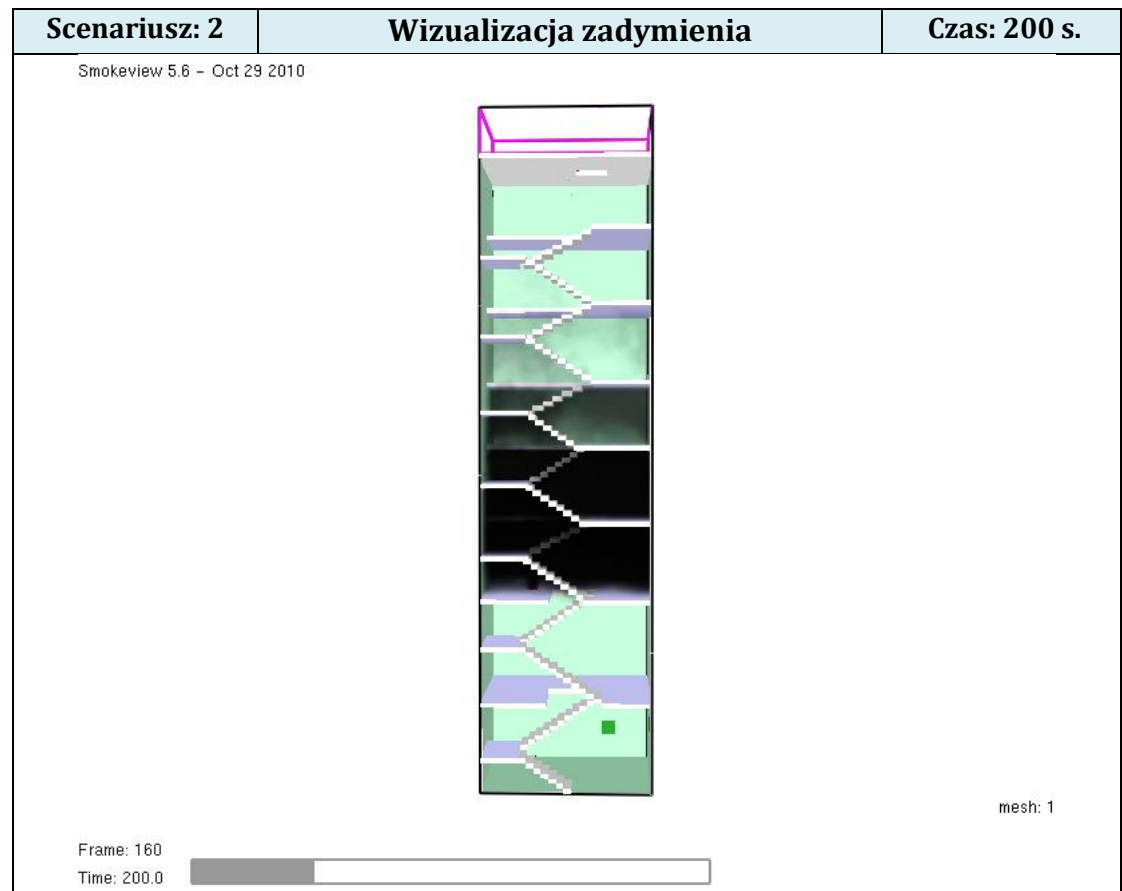 Scenariusz: 2 Wizualizacja zadymienia Czas: 200 s.
Smokeview 5.6 – Oct 29 2010
mesh: 1
Frame: 160
Time: 200.0